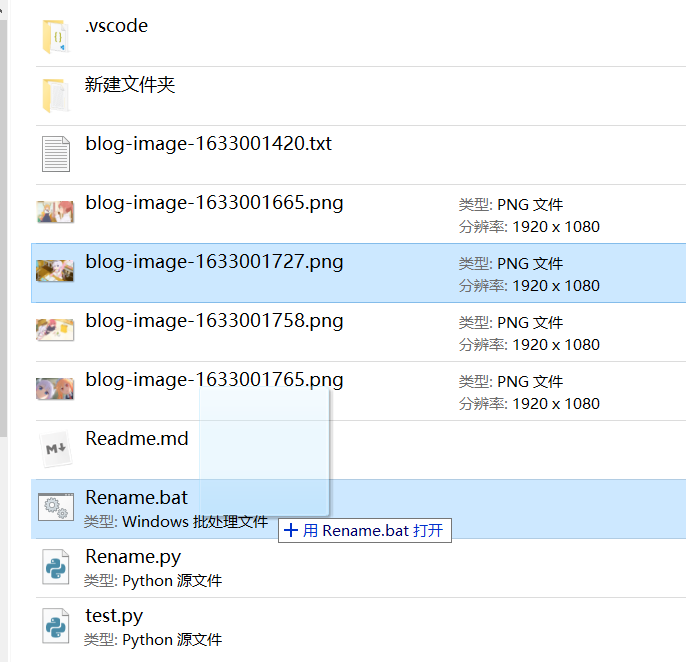 .vscode
新建文件夹
blog-image-1633001420.txt
blog-image-1633001665.png
类型: PNG 文件
分辨率: 1920 x 1080
blog-image-1633001727.png
类型: PNG 文件
分辨率: 1920 x 1080
blog-image-1633001758.png
类型: PNG 文件
分辨率: 1920 x 1080
blog-image-1633001765.png
类型: PNG 文件
分辨率: 1920 x 1080
M
Readme.md
Rename.bat
类型: Windows 批处理文件
用 Rename.bat 打开
Rename.py
类型: Python 源文件
test.py
类型: Python 源文件